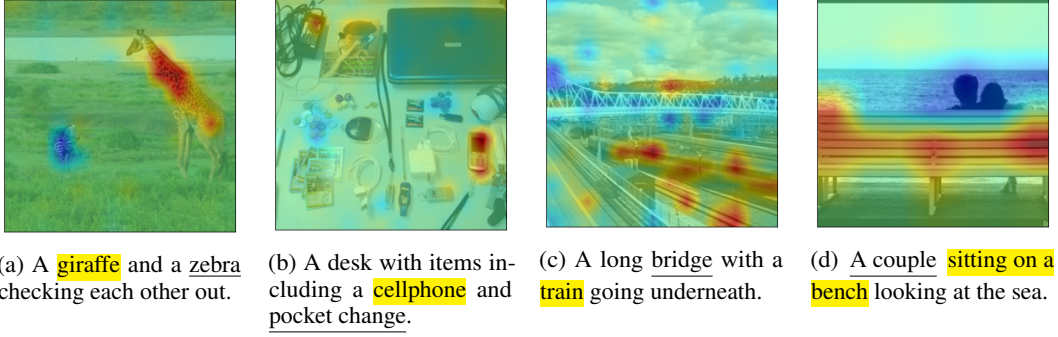 (a) A giraffe and a zebra
checking each other out.
(b) A desk with items in-
cluding a cellphone and
pocket change.
(c) A long bridge with a
train going underneath.
(d) A couple sitting on a
bench looking at the sea.